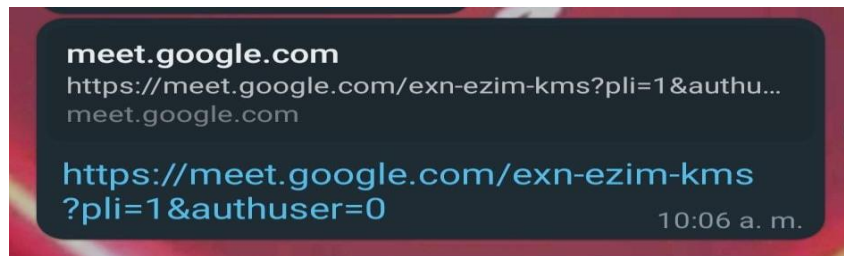 meet.google.com
https://meet.google.com/exn-ezim-kms?pli=1&authu...
meet.google.com
https://meet.google.com/exn-ezim-kms
?pli=1&authuser=0
10:06 a. m.